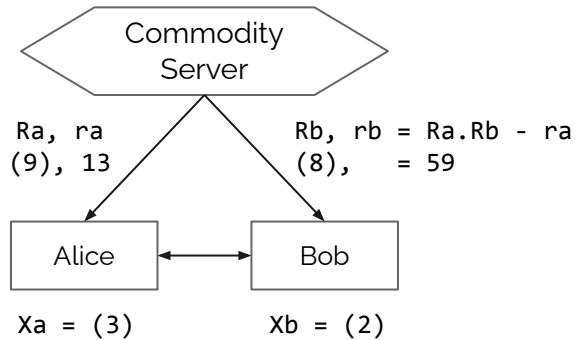 Commodity
Server
Ra, ra
(9), 13
Rb, rb = Ra.Rb - ra
(8),   = 59
Alice
Bob
Xa = (3)
Xb = (2)